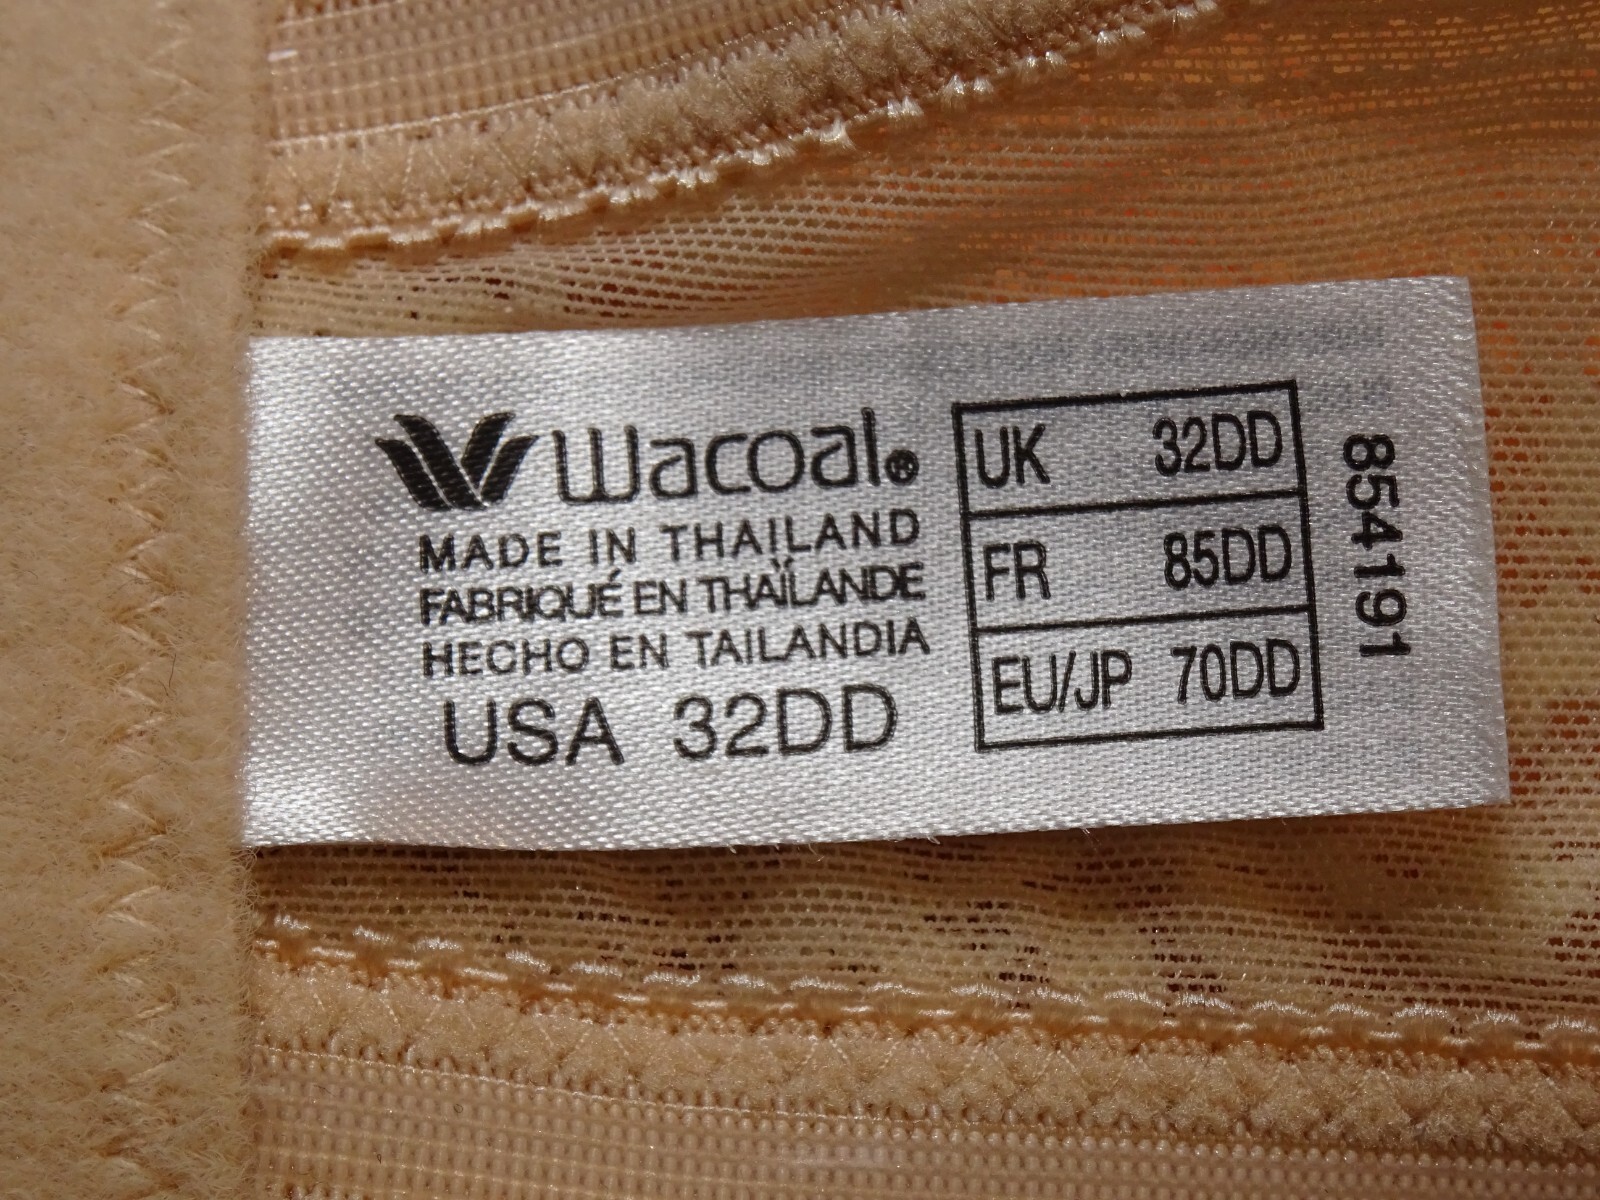 Wacoal®
MADE IN THAILAND
FABRIQUÉ EN THAÏLANDE
HECHO EN TAILANDIA
USA 32DD
UK 32DD
FR 85DD
EU/JP 70DD
854191